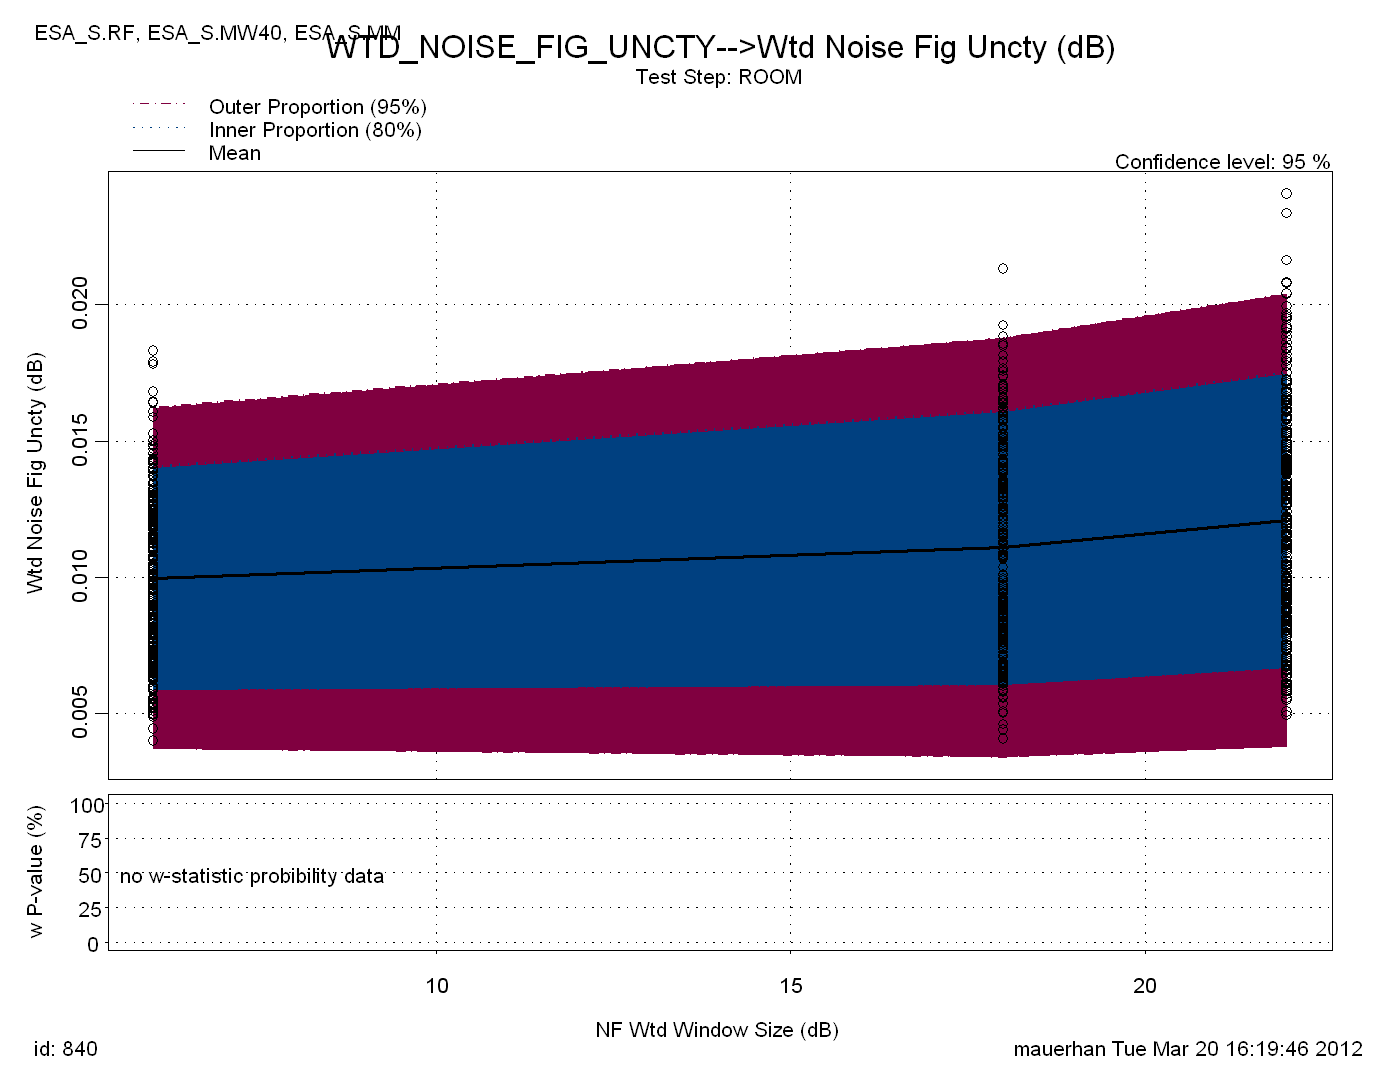 ESA_S.RF, ESA_S.MW40, ESA_S.MM
WTD_NOISE_FIG_UNCTY-->Wtd Noise Fig Uncty (dB)
Test Step: ROOM
Outer Proportion (95%)
Inner Proportion (80%)
Mean
Confidence level: 95 %
0.020
0.015
0.010
0.005
Wtd Noise Fig Uncty (dB)
100
75
50
25
0
w P-value (%)
no w-statistic probibility data
10 15 20
NF Wtd Window Size (dB)
id: 840
mauerhan Tue Mar 20 16:19:46 2012